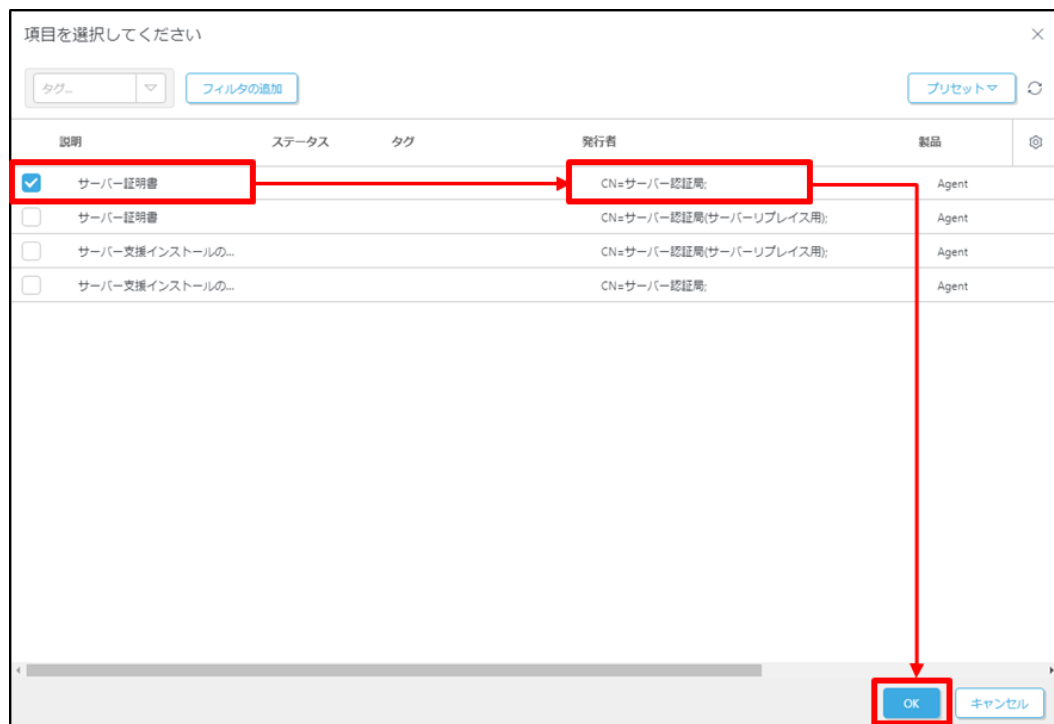 項目を選択してください
タグ... フィルタの追加 プリセット
説明 ステータス タグ 発行者 製品
サーバー証明書 CN=サーバー認証局; Agent
サーバー証明書 CN=サーバー認証局(サーバーリプレイス用); Agent
サーバー支援インストールの... CN=サーバー認証局(サーバーリプレイス用); Agent
サーバー支援インストールの... CN=サーバー認証局; Agent
OK キャンセル